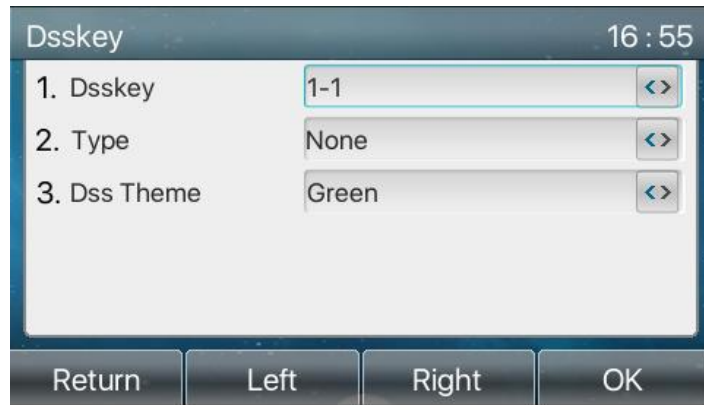 Dsskey 16 : 55
1. Dsskey 1-1
2. Type None
3. Dss Theme Green
Return Left Right OK